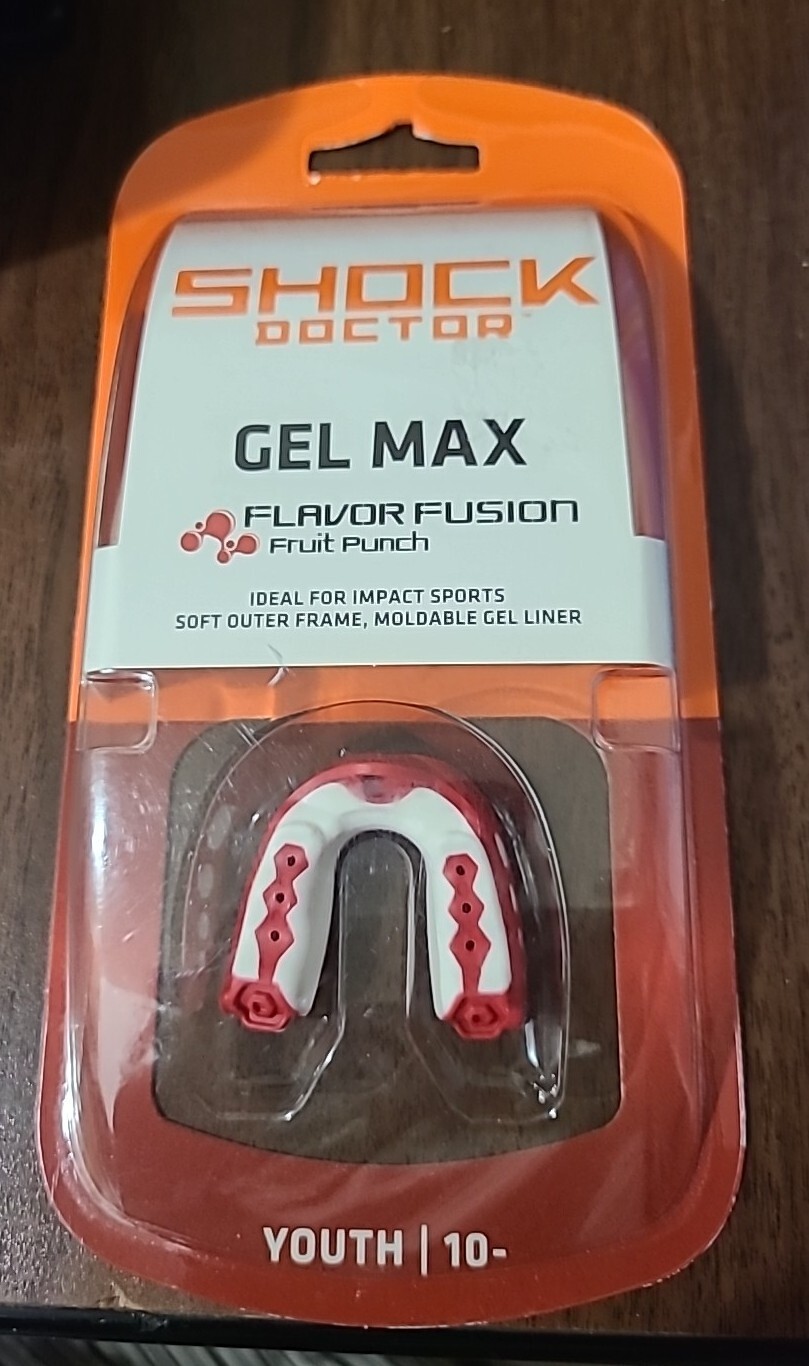 SHOCK
DOCTOR™
GEL MAX
FLAVOR FUSION
Fruit Punch
IDEAL FOR IMPACT SPORTS
SOFT OUTER FRAME, MOLDABLE GEL LINER
YOUTH | 10-